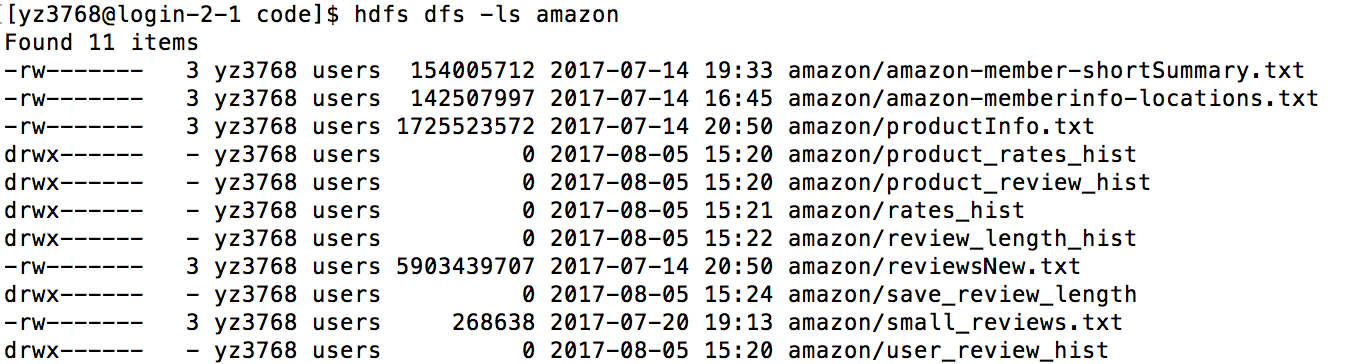 [yz3768@login-2-1 code]$ hdfs dfs -ls amazon
Found 11 items
-rw------- 3 yz3768 users 154005712 2017-07-14 19:33 amazon/amazon-member-shortSummary.txt
-rw------- 3 yz3768 users 142507997 2017-07-14 16:45 amazon/amazon-memberinfo-locations.txt
-rw------- 3 yz3768 users 1725523572 2017-07-14 20:50 amazon/productInfo.txt
drwx------ - yz3768 users 0 2017-08-05 15:20 amazon/product_rates_hist
drwx------ - yz3768 users 0 2017-08-05 15:20 amazon/product_review_hist
drwx------ - yz3768 users 0 2017-08-05 15:21 amazon/rates_hist
drwx------ - yz3768 users 0 2017-08-05 15:22 amazon/review_length_hist
-rw------- 3 yz3768 users 5903439707 2017-07-14 20:50 amazon/reviewsNew.txt
drwx------ - yz3768 users 0 2017-08-05 15:24 amazon/save_review_length
-rw------- 3 yz3768 users 268638 2017-07-20 19:13 amazon/small_reviews.txt
drwx------ - yz3768 users 0 2017-08-05 15:20 amazon/user_review_hist